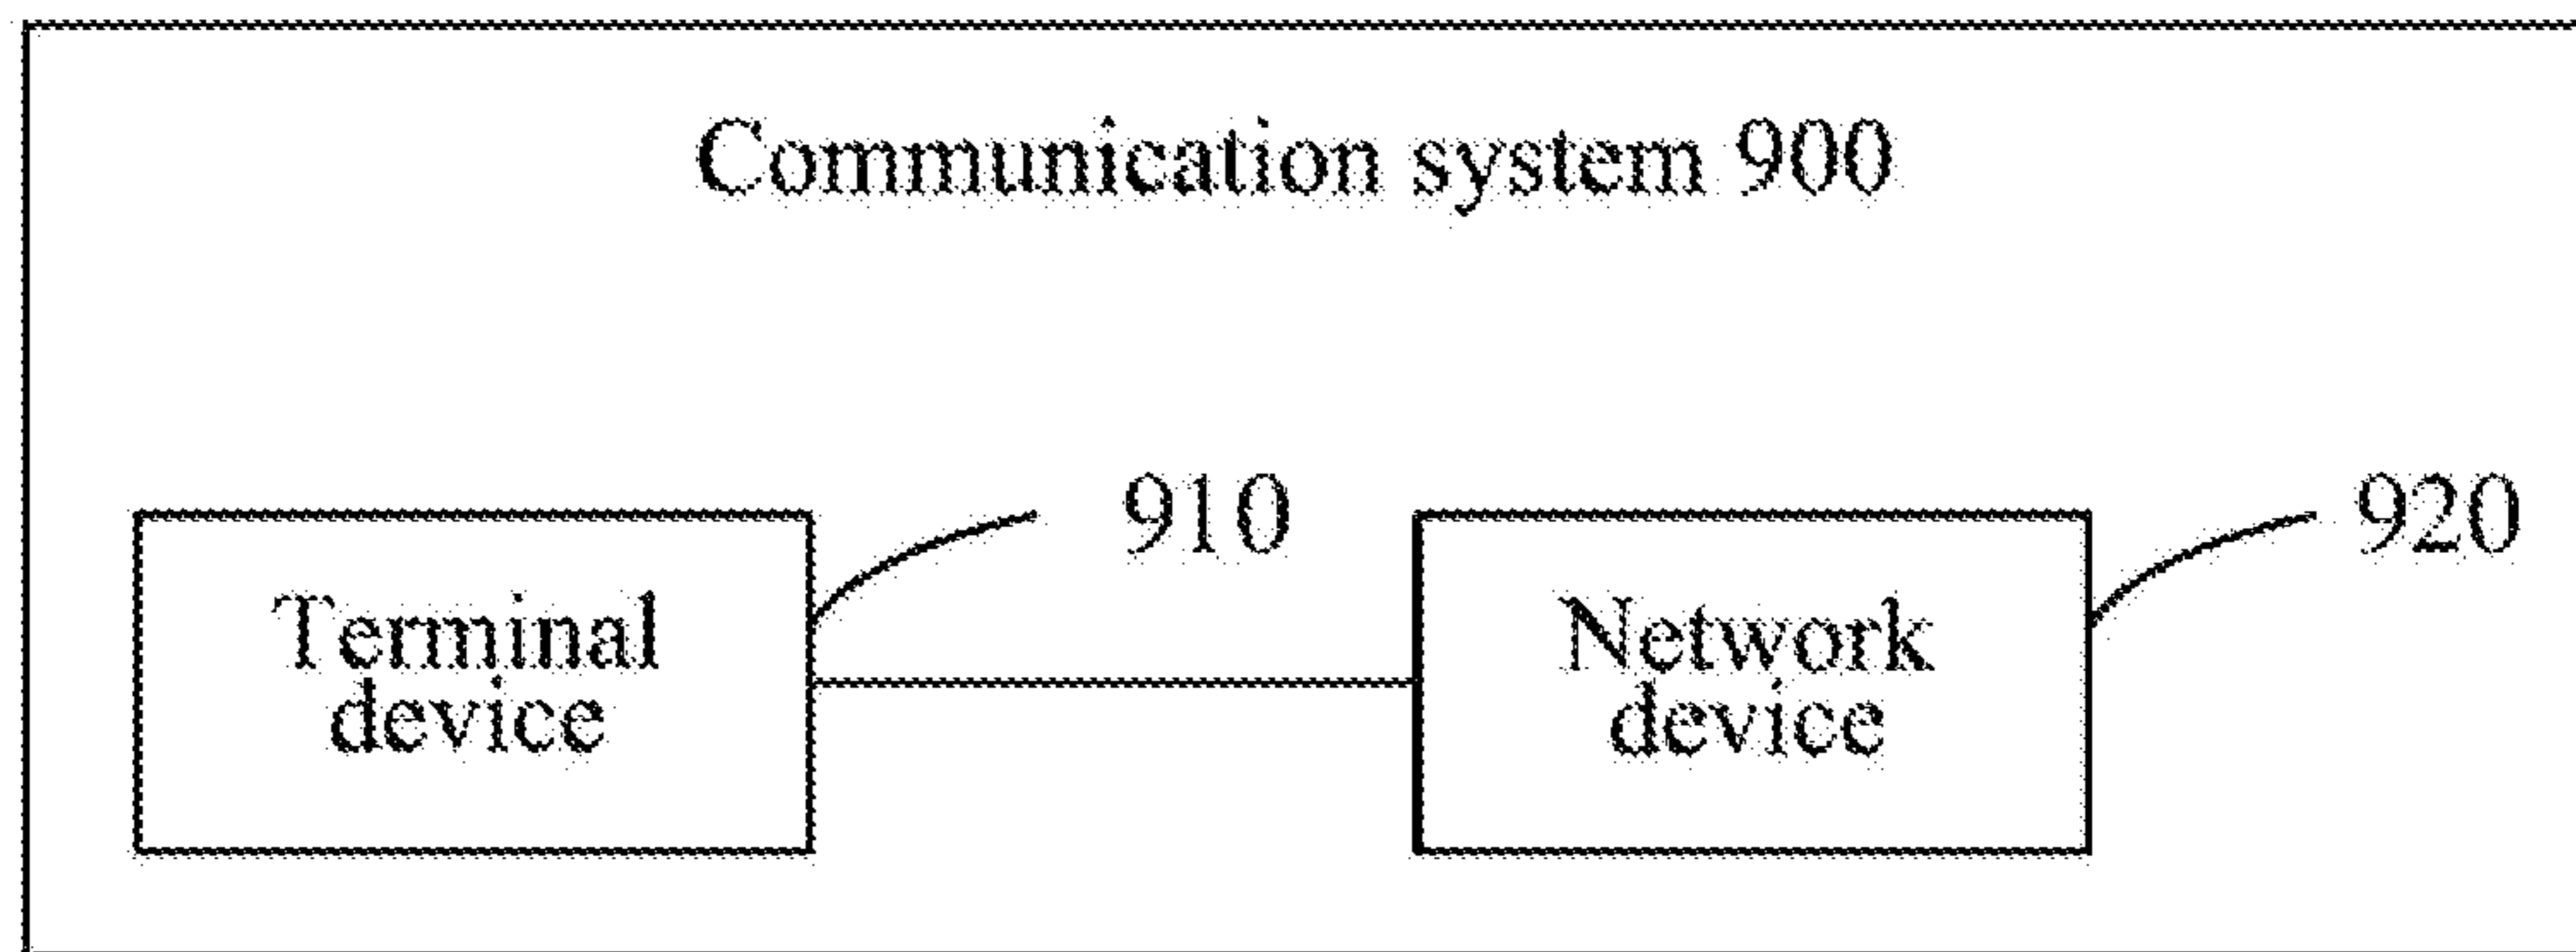 Communication system 900
910
920
Terminal
device
Network
device